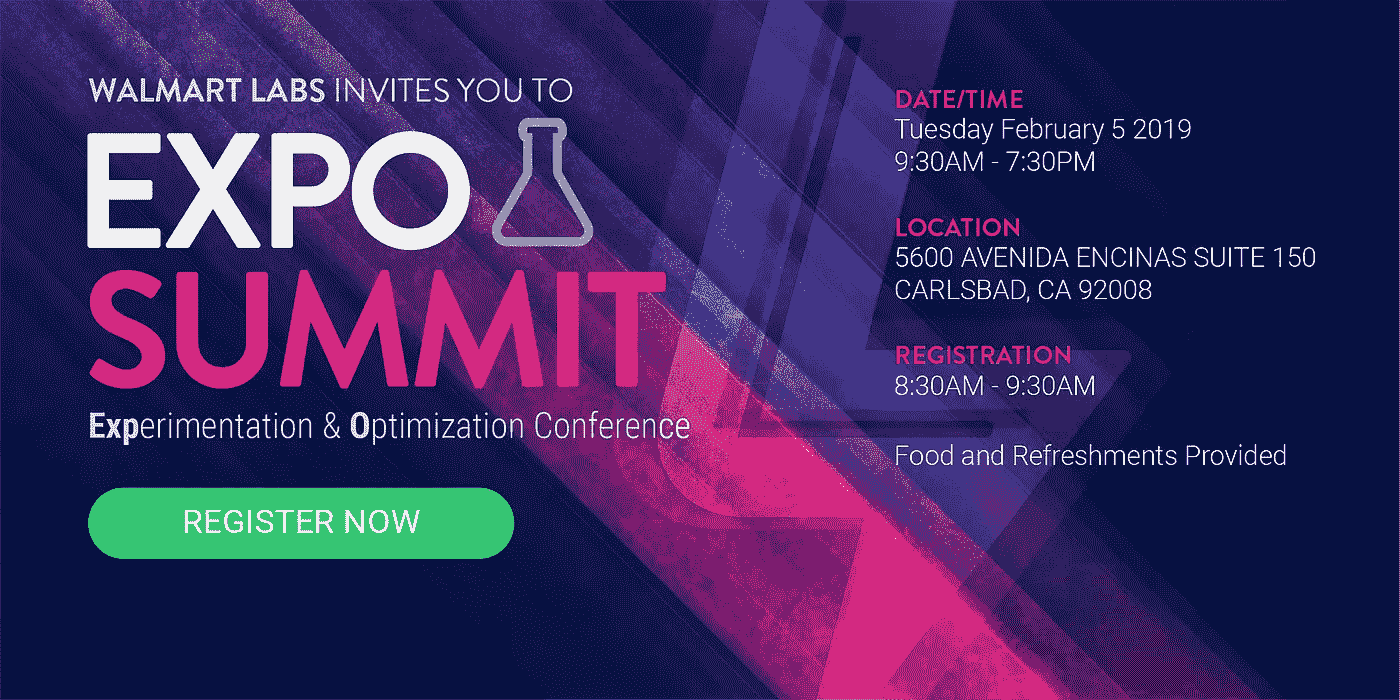 WALMART LABS INVITES YOU TO
EXPO
SUMMIT
Experimentation & Optimization Conference
REGISTER NOW
DATE/TIME
Tuesday February 5 2019
9:30AM - 7:30PM
LOCATION
5600 AVENIDA ENCINAS SUITE 150
CARLSBAD, CA 92008
REGISTRATION
8:30AM - 9:30AM
Food and Refreshments Provided